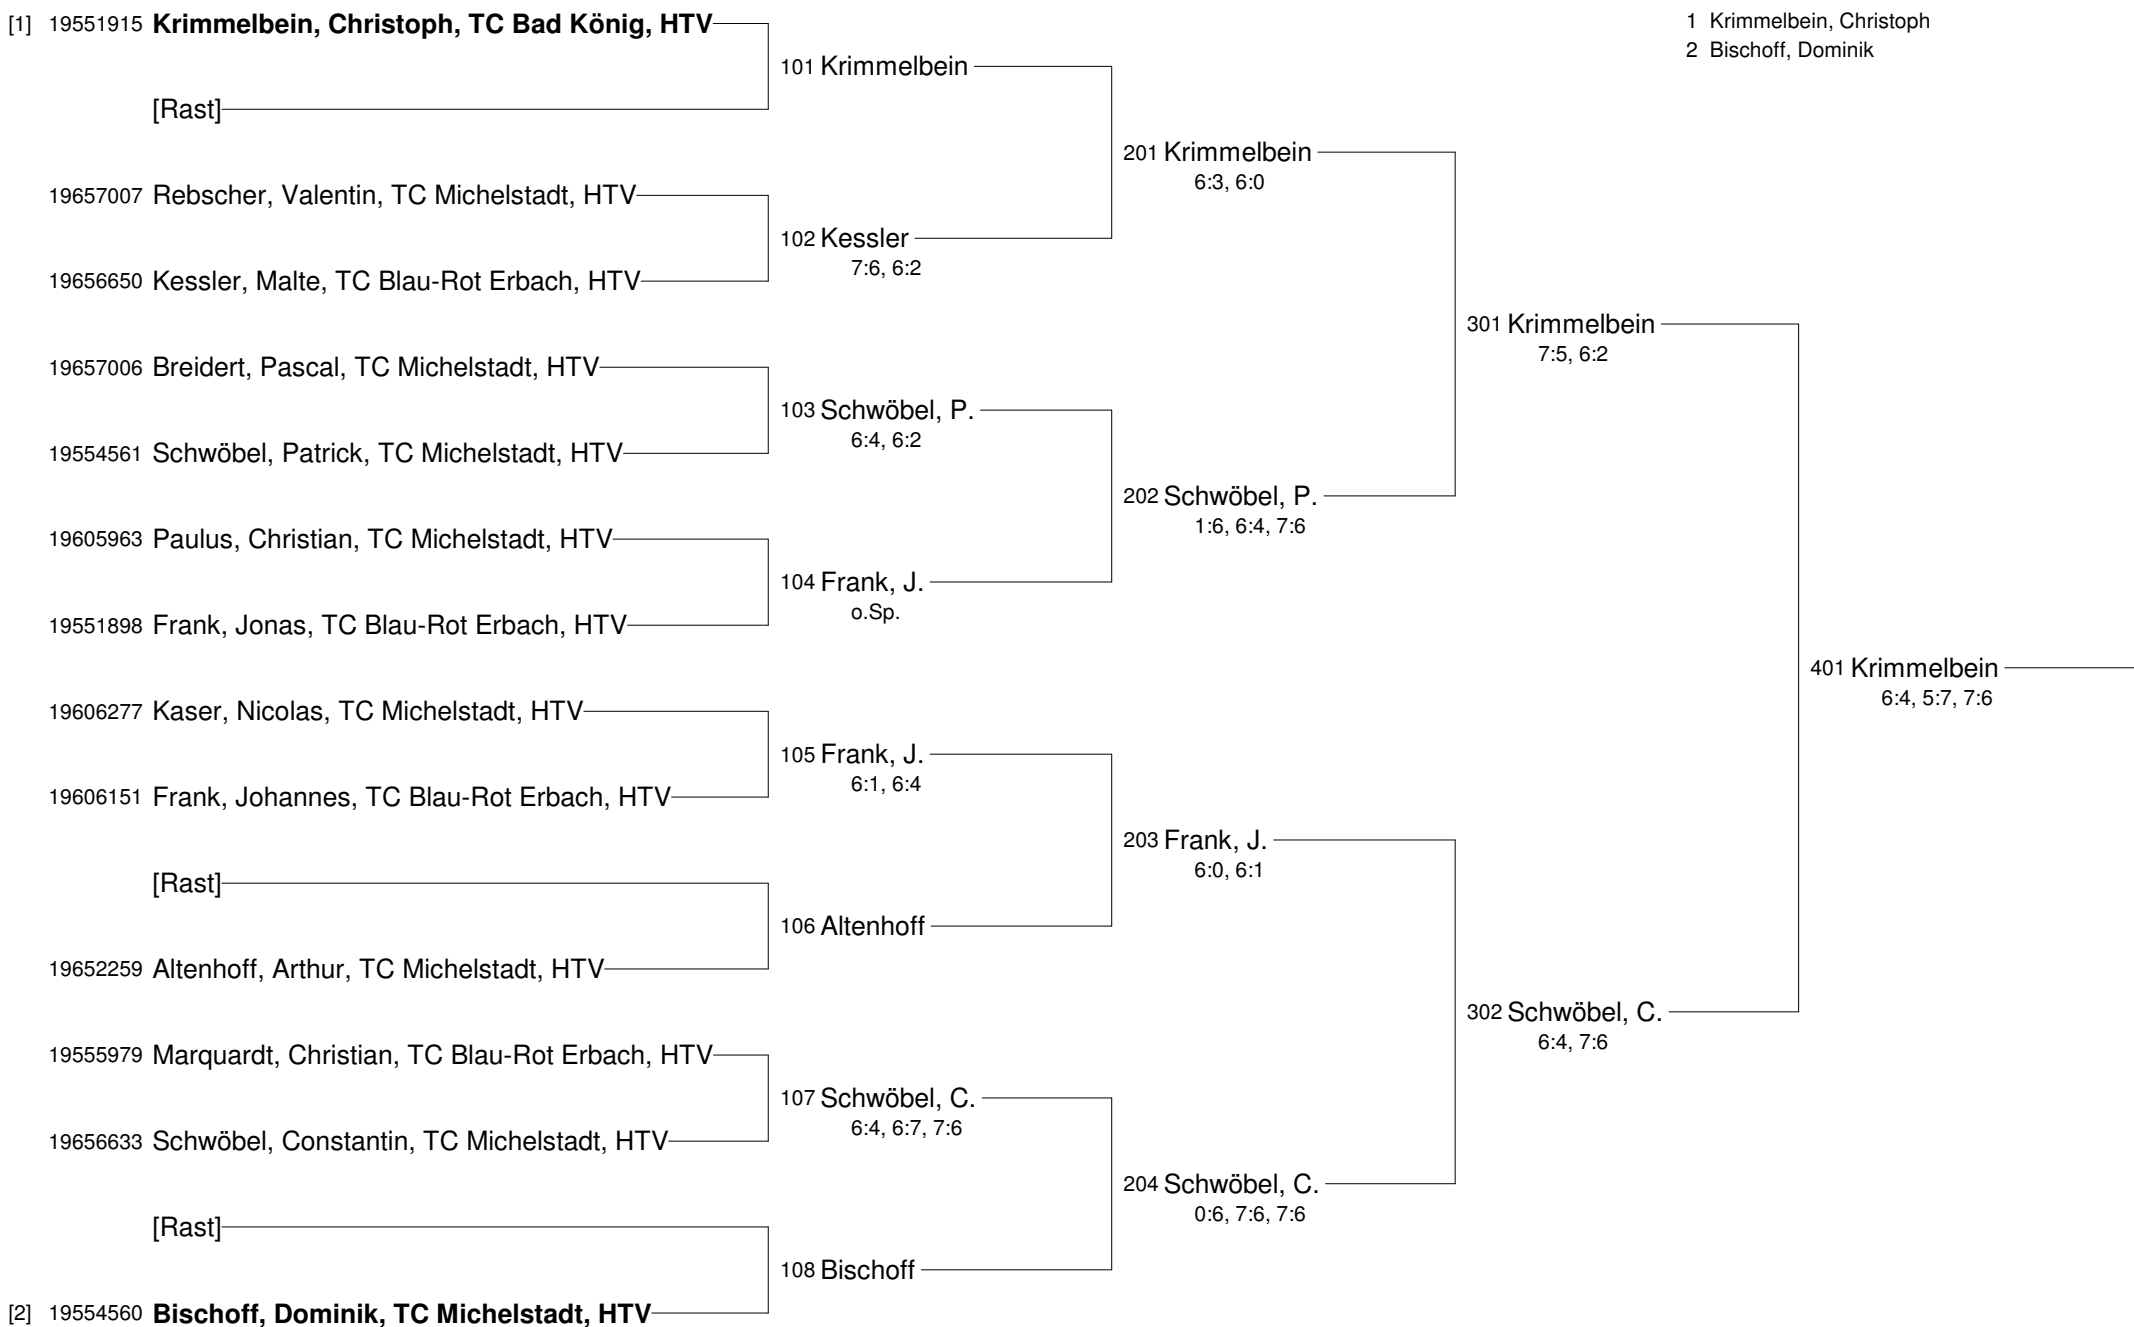 [1] 19551915 Krimmelbein, Christoph, TC Bad König, HTV
1 Krimmelbein, Christoph
2 Bischoff, Dominik
101 Krimmelbein
[Rast]
201 Krimmelbein
6:3, 6:0
19657007 Rebscher, Valentin, TC Michelstadt, HTV
102 Kessler
7:6, 6:2
19656650 Kessler, Malte, TC Blau-Rot Erbach, HTV
301 Krimmelbein
7:5, 6:2
19657006 Breidert, Pascal, TC Michelstadt, HTV
103 Schwöbel, P.
6:4, 6:2
19554561 Schwöbel, Patrick, TC Michelstadt, HTV
202 Schwöbel, P.
1:6, 6:4, 7:6
19605963 Paulus, Christian, TC Michelstadt, HTV
104 Frank, J.
o.Sp.
19551898 Frank, Jonas, TC Blau-Rot Erbach, HTV
401 Krimmelbein
6:4, 5:7, 7:6
19606277 Kaser, Nicolas, TC Michelstadt, HTV
105 Frank, J.
6:1, 6:4
19606151 Frank, Johannes, TC Blau-Rot Erbach, HTV
203 Frank, J.
6:0, 6:1
[Rast]
106 Altenhoff
19652259 Altenhoff, Arthur, TC Michelstadt, HTV
302 Schwöbel, C.
6:4, 7:6
19555979 Marquardt, Christian, TC Blau-Rot Erbach, HTV
107 Schwöbel, C.
6:4, 6:7, 7:6
19656633 Schwöbel, Constantin, TC Michelstadt, HTV
204 Schwöbel, C.
0:6, 7:6, 7:6
[Rast]
108 Bischoff
[2] 19554560 Bischoff, Dominik, TC Michelstadt, HTV